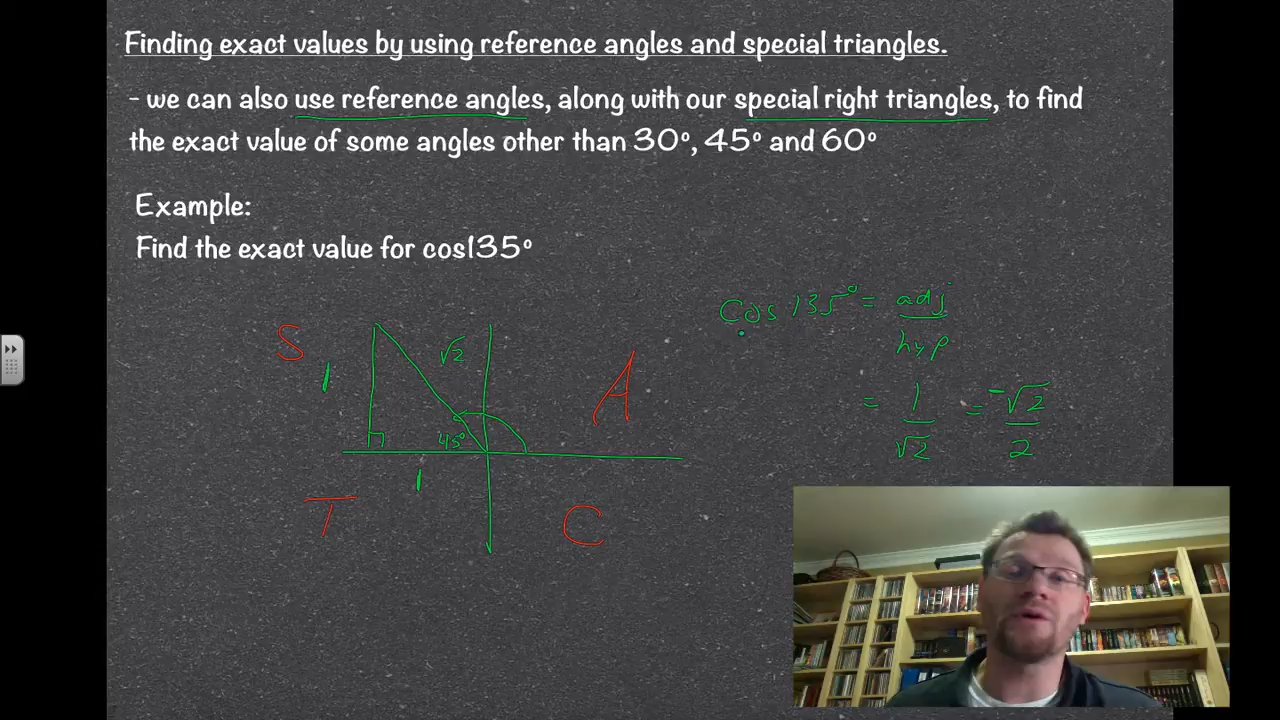 Finding exact values by using reference angles and special triangles.
- we can also use reference angles, along with our special right triangles, to find
the exact value of some angles other than 30°, 45° and 60°
Example:
Find the exact value for cos135°
Cos 135° = adj
hyp
= 1 = -√2
√2 2
S
√2
A
1
45°
1
T
C